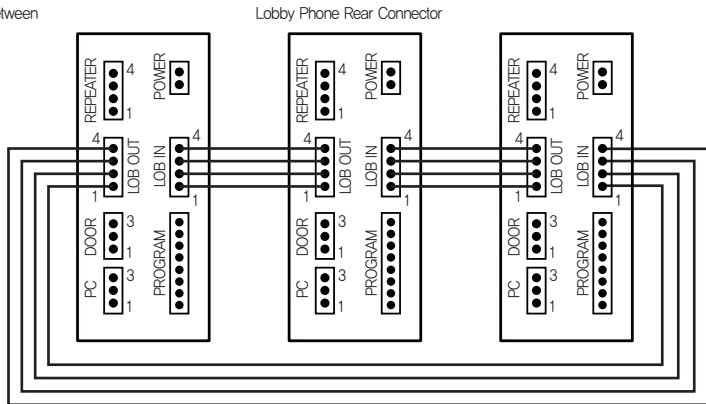 etween
Lobby Phone Rear Connector
REPEATER 4 1 POWER
4 1 LOB OUT LOB IN 4 1
DOOR 3 1 PC 3 1 PROGRAM
REPEATER 4 1 POWER
4 1 LOB OUT LOB IN 4 1
DOOR 3 1 PC 3 1 PROGRAM
REPEATER 4 1 POWER
4 1 LOB OUT LOB IN 4 1
DOOR 3 1 PC 3 1 PROGRAM